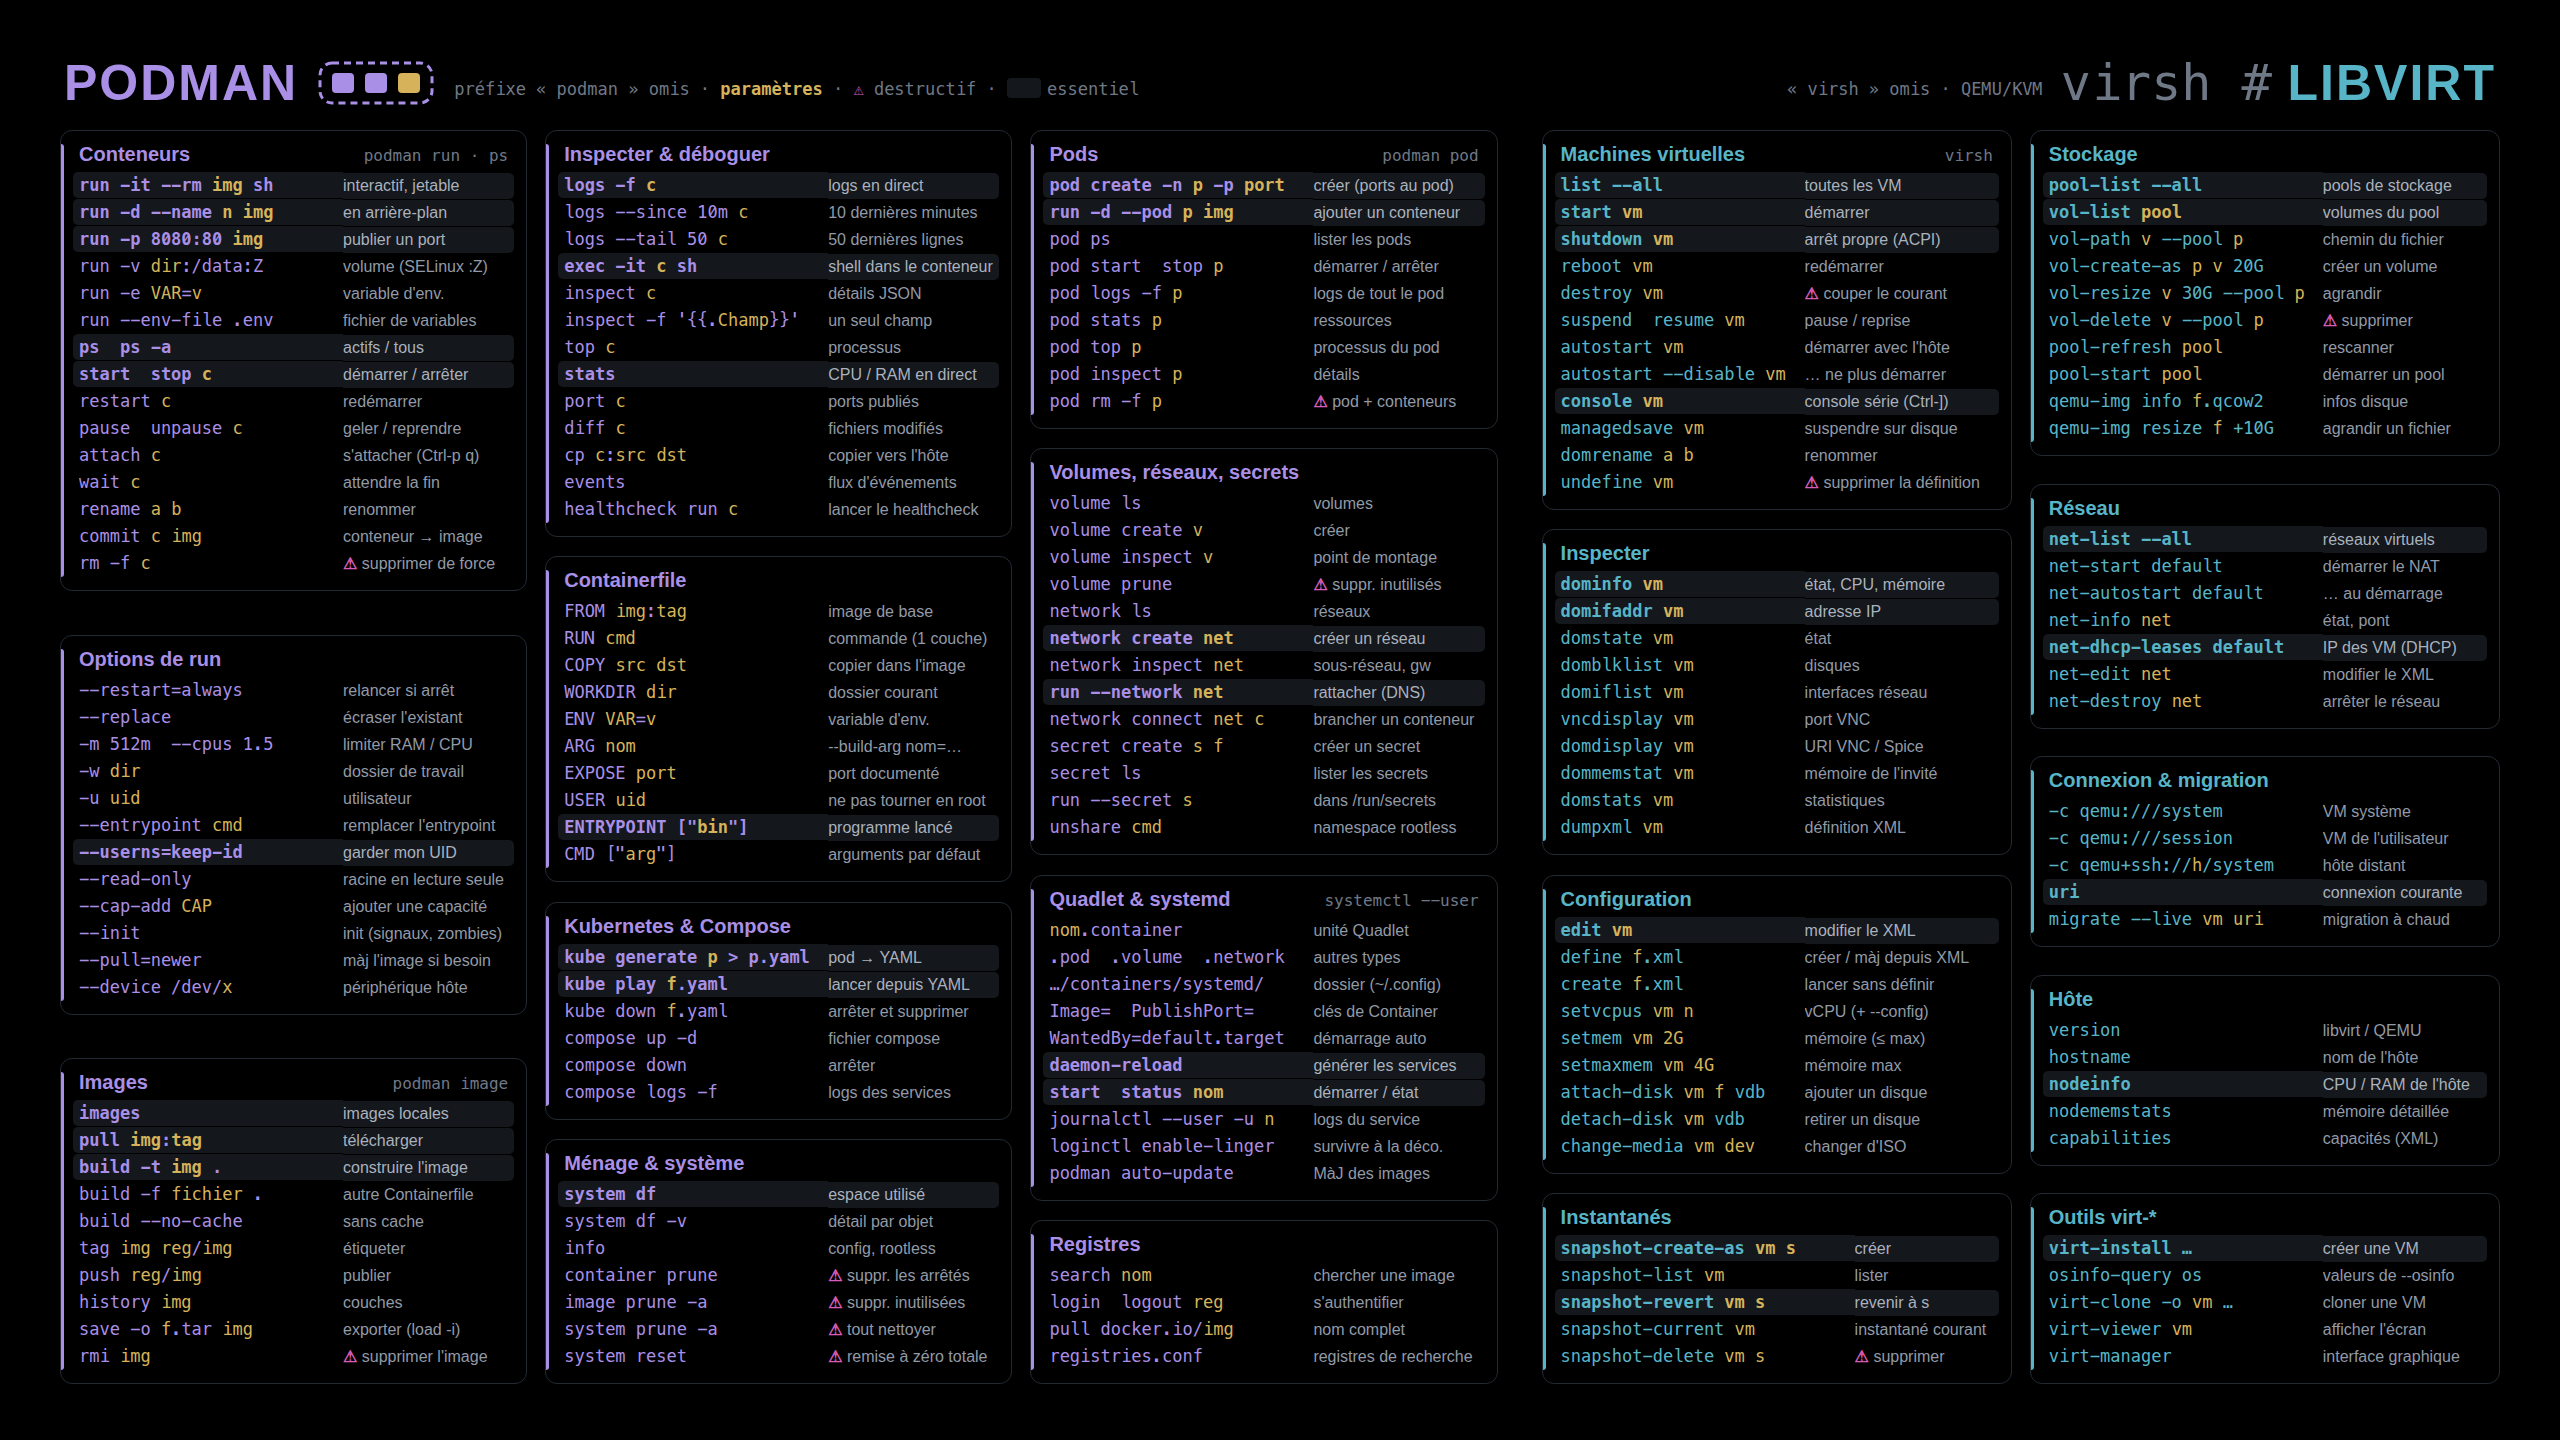 PODMAN
préfixe « podman » omis · paramètres · ⚠ destructif · essentiel
« virsh » omis · QEMU/KVM virsh # LIBVIRT
Conteneurs podman run · ps
run -it --rm img sh interactif, jetable
run -d --name n img en arrière-plan
run -p 8080:80 img publier un port
run -v dir:/data:Z volume (SELinux :Z)
run -e VAR=v variable d'env.
run --env-file .env fichier de variables
ps ps -a actifs / tous
start stop c démarrer / arrêter
restart c redémarrer
pause unpause c geler / reprendre
attach c s'attacher (Ctrl-p q)
wait c attendre la fin
rename a b renommer
commit c img conteneur → image
rm -f c ⚠ supprimer de force
Options de run
--restart=always relancer si arrêt
--replace écraser l'existant
-m 512m --cpus 1.5 limiter RAM / CPU
-w dir dossier de travail
-u uid utilisateur
--entrypoint cmd remplacer l'entrypoint
--userns=keep-id garder mon UID
--read-only racine en lecture seule
--cap-add CAP ajouter une capacité
--init init (signaux, zombies)
--pull=newer màj l'image si besoin
--device /dev/x périphérique hôte
Images podman image
images images locales
pull img:tag télécharger
build -t img . construire l'image
build -f fichier . autre Containerfile
build --no-cache sans cache
tag img reg/img étiqueter
push reg/img publier
history img couches
save -o f.tar img exporter (load -i)
rmi img ⚠ supprimer l'image
Inspecter & déboguer
logs -f c logs en direct
logs --since 10m c 10 dernières minutes
logs --tail 50 c 50 dernières lignes
exec -it c sh shell dans le conteneur
inspect c détails JSON
inspect -f '{{.Champ}}' un seul champ
top c processus
stats CPU / RAM en direct
port c ports publiés
diff c fichiers modifiés
cp c:src dst copier vers l'hôte
events flux d'événements
healthcheck run c lancer le healthcheck
Containerfile
FROM img:tag image de base
RUN cmd commande (1 couche)
COPY src dst copier dans l'image
WORKDIR dir dossier courant
ENV VAR=v variable d'env.
ARG nom --build-arg nom=…
EXPOSE port port documenté
USER uid ne pas tourner en root
ENTRYPOINT ["bin"] programme lancé
CMD ["arg"] arguments par défaut
Kubernetes & Compose
kube generate p > p.yaml pod → YAML
kube play f.yaml lancer depuis YAML
kube down f.yaml arrêter et supprimer
compose up -d fichier compose
compose down arrêter
compose logs -f logs des services
Ménage & système
system df espace utilisé
system df -v détail par objet
info config, rootless
container prune ⚠ suppr. les arrêtés
image prune -a ⚠ suppr. inutilisées
system prune -a ⚠ tout nettoyer
system reset ⚠ remise à zéro totale
Pods podman pod
pod create -n p -p port créer (ports au pod)
run -d --pod p img ajouter un conteneur
pod ps lister les pods
pod start stop p démarrer / arrêter
pod logs -f p logs de tout le pod
pod stats p ressources
pod top p processus du pod
pod inspect p détails
pod rm -f p ⚠ pod + conteneurs
Volumes, réseaux, secrets
volume ls volumes
volume create v créer
volume inspect v point de montage
volume prune ⚠ suppr. inutilisés
network ls réseaux
network create net créer un réseau
network inspect net sous-réseau, gw
run --network net rattacher (DNS)
network connect net c brancher un conteneur
secret create s f créer un secret
secret ls lister les secrets
run --secret s dans /run/secrets
unshare cmd namespace rootless
Quadlet & systemd systemctl --user
nom.container unité Quadlet
.pod .volume .network autres types
…/containers/systemd/ dossier (~/.config)
Image= PublishPort= clés de Container
WantedBy=default.target démarrage auto
daemon-reload générer les services
start status nom démarrer / état
journalctl --user -u n logs du service
loginctl enable-linger survivre à la déco.
podman auto-update MàJ des images
Registres
search nom chercher une image
login logout reg s'authentifier
pull docker.io/img nom complet
registries.conf registres de recherche
Machines virtuelles virsh
list --all toutes les VM
start vm démarrer
shutdown vm arrêt propre (ACPI)
reboot vm redémarrer
destroy vm ⚠ couper le courant
suspend resume vm pause / reprise
autostart vm démarrer avec l'hôte
autostart --disable vm … ne plus démarrer
console vm console série (Ctrl-])
managedsave vm suspendre sur disque
domrename a b renommer
undefine vm ⚠ supprimer la définition
Inspecter
dominfo vm état, CPU, mémoire
domifaddr vm adresse IP
domstate vm état
domblklist vm disques
domiflist vm interfaces réseau
vncdisplay vm port VNC
domdisplay vm URI VNC / Spice
dommemstat vm mémoire de l'invité
domstats vm statistiques
dumpxml vm définition XML
Configuration
edit vm modifier le XML
define f.xml créer / màj depuis XML
create f.xml lancer sans définir
setvcpus vm n vCPU (+ --config)
setmem vm 2G mémoire (≤ max)
setmaxmem vm 4G mémoire max
attach-disk vm f vdb ajouter un disque
detach-disk vm vdb retirer un disque
change-media vm dev changer d'ISO
Instantanés
snapshot-create-as vm s créer
snapshot-list vm lister
snapshot-revert vm s revenir à s
snapshot-current vm instantané courant
snapshot-delete vm s ⚠ supprimer
Stockage
pool-list --all pools de stockage
vol-list pool volumes du pool
vol-path v --pool p chemin du fichier
vol-create-as p v 20G créer un volume
vol-resize v 30G --pool p agrandir
vol-delete v --pool p ⚠ supprimer
pool-refresh pool rescanner
pool-start pool démarrer un pool
qemu-img info f.qcow2 infos disque
qemu-img resize f +10G agrandir un fichier
Réseau
net-list --all réseaux virtuels
net-start default démarrer le NAT
net-autostart default … au démarrage
net-info net état, pont
net-dhcp-leases default IP des VM (DHCP)
net-edit net modifier le XML
net-destroy net arrêter le réseau
Connexion & migration
-c qemu:///system VM système
-c qemu:///session VM de l'utilisateur
-c qemu+ssh://h/system hôte distant
uri connexion courante
migrate --live vm uri migration à chaud
Hôte
version libvirt / QEMU
hostname nom de l'hôte
nodeinfo CPU / RAM de l'hôte
nodememstats mémoire détaillée
capabilities capacités (XML)
Outils virt-*
virt-install … créer une VM
osinfo-query os valeurs de --osinfo
virt-clone -o vm … cloner une VM
virt-viewer vm afficher l'écran
virt-manager interface graphique